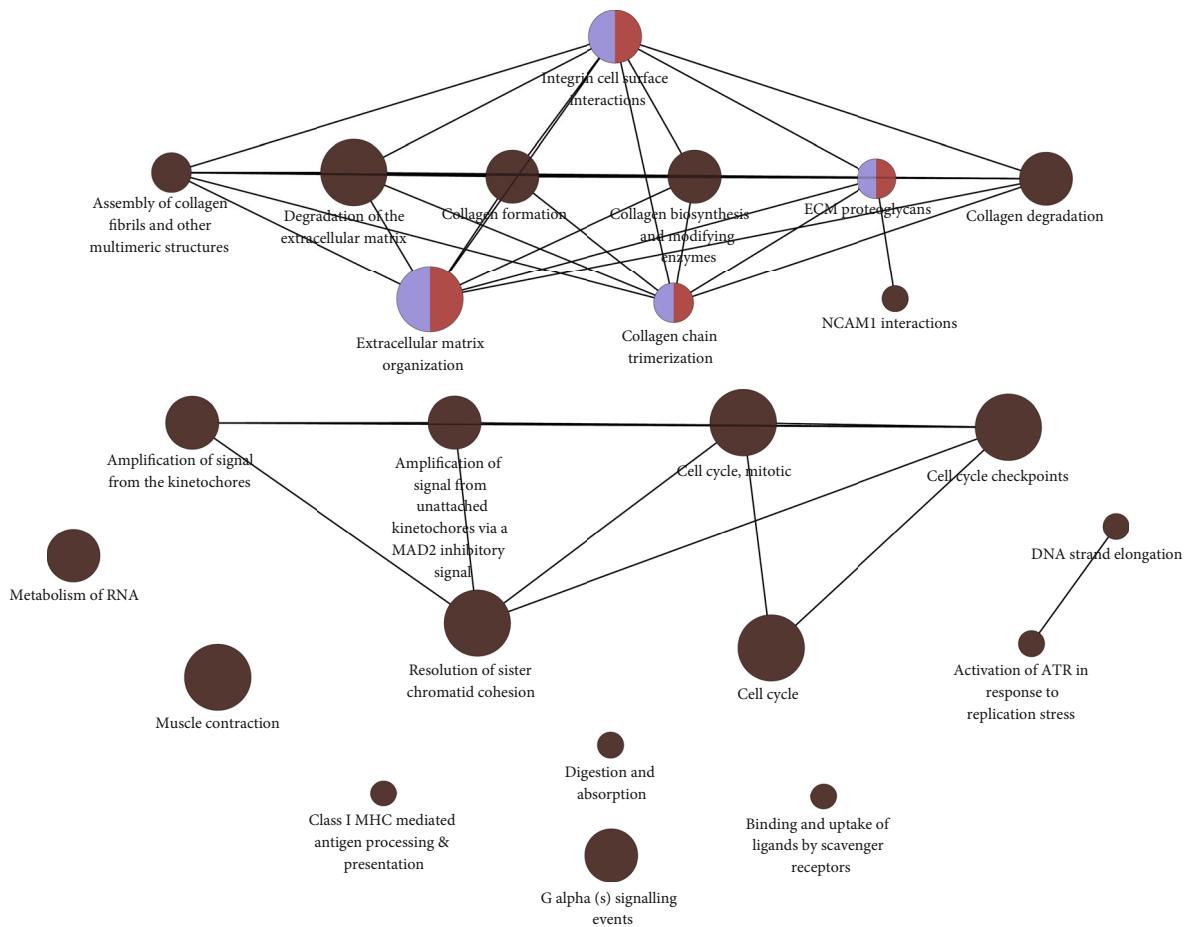 Integrin cell surface
interactions
Assembly of collagen
fibrils and other
multimeric structures
Degradation of the
extracellular matrix
Collagen formation
Collagen biosynthesis
and modifying
enzymes
ECM proteoglycans
Collagen degradation
Extracellular matrix
organization
Collagen chain
trimerization
NCAM1 interactions
Amplification of signal
from the kinetochores
Amplification of
signal from
unattached
kinetochores via a
MAD2 inhibitory
signal
Cell cycle, mitotic
Cell cycle checkpoints
DNA strand elongation
Metabolism of RNA
Resolution of sister
chromatid cohesion
Cell cycle
Activation of ATR in
response to
replication stress
Muscle contraction
Digestion and
absorption
Class I MHC mediated
antigen processing &
presentation
Binding and uptake of
ligands by scavenger
receptors
G alpha (s) signalling
events